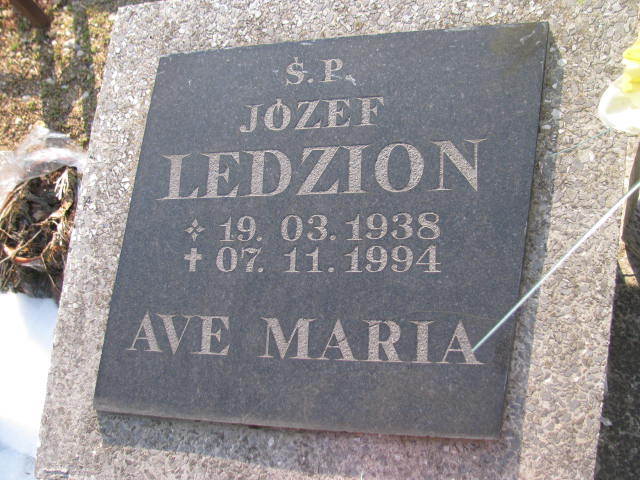 Ś.P.
JÓZEF
LEDZION
19. 03. 1938
07. 11. 1994
AVE MARIA